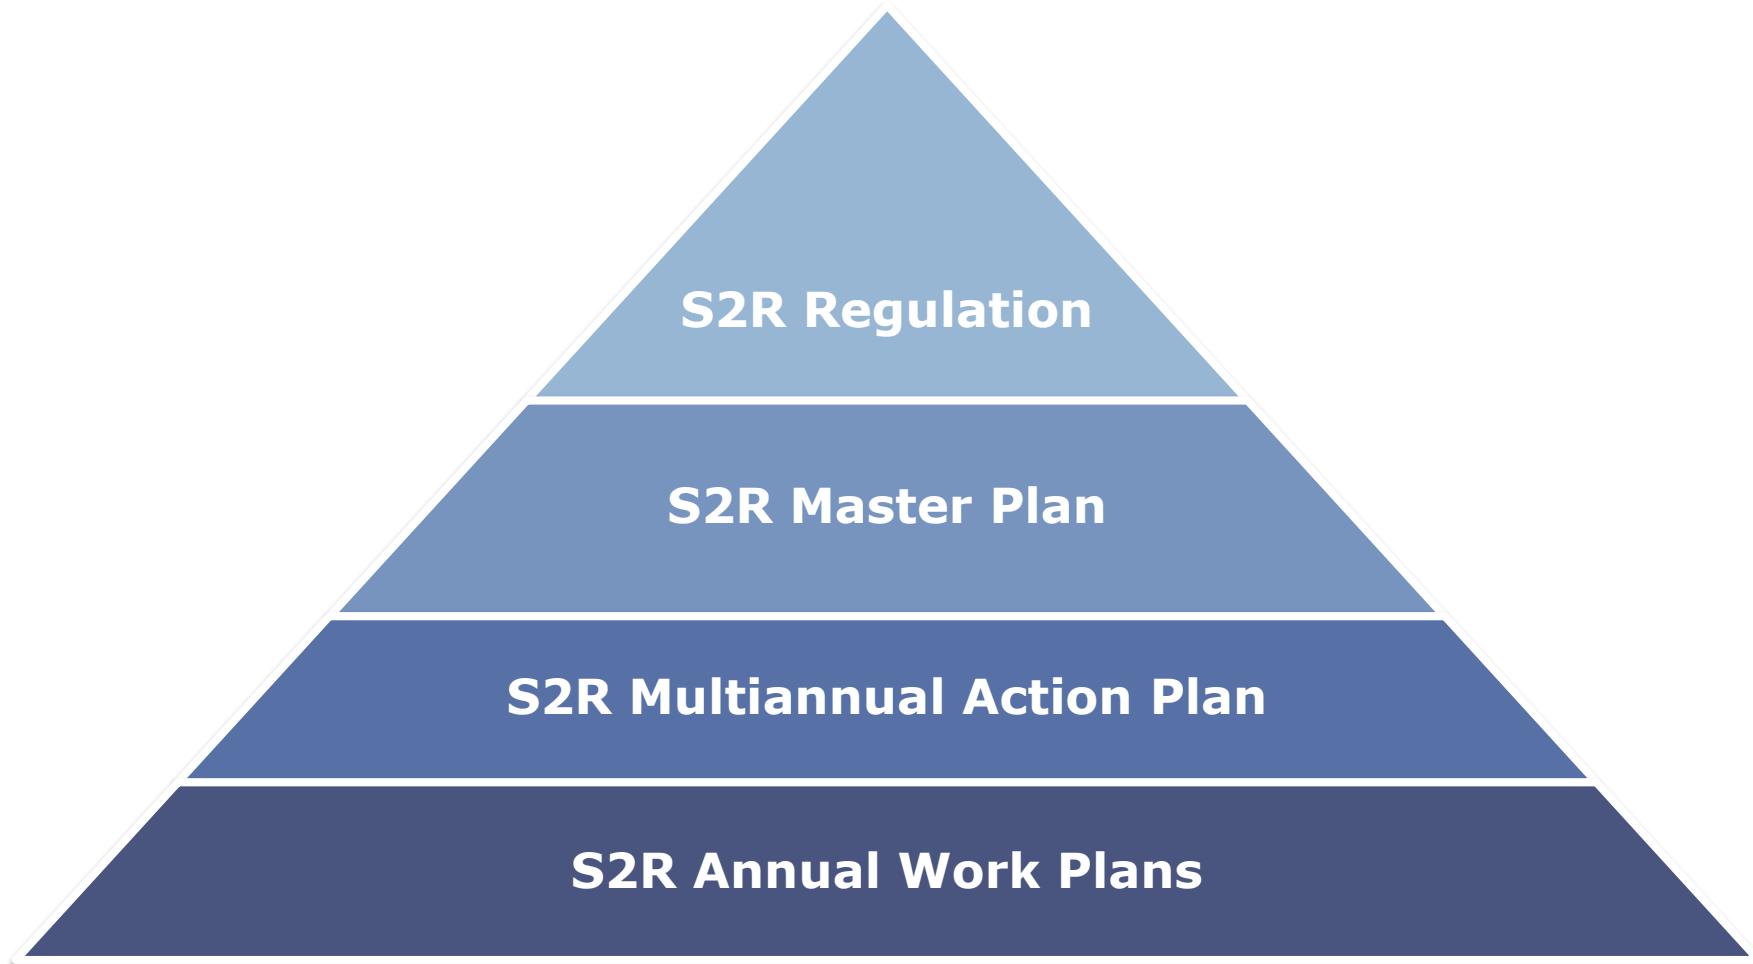 S2R Regulation
S2R Master Plan
S2R Multiannual Action Plan
S2R Annual Work Plans